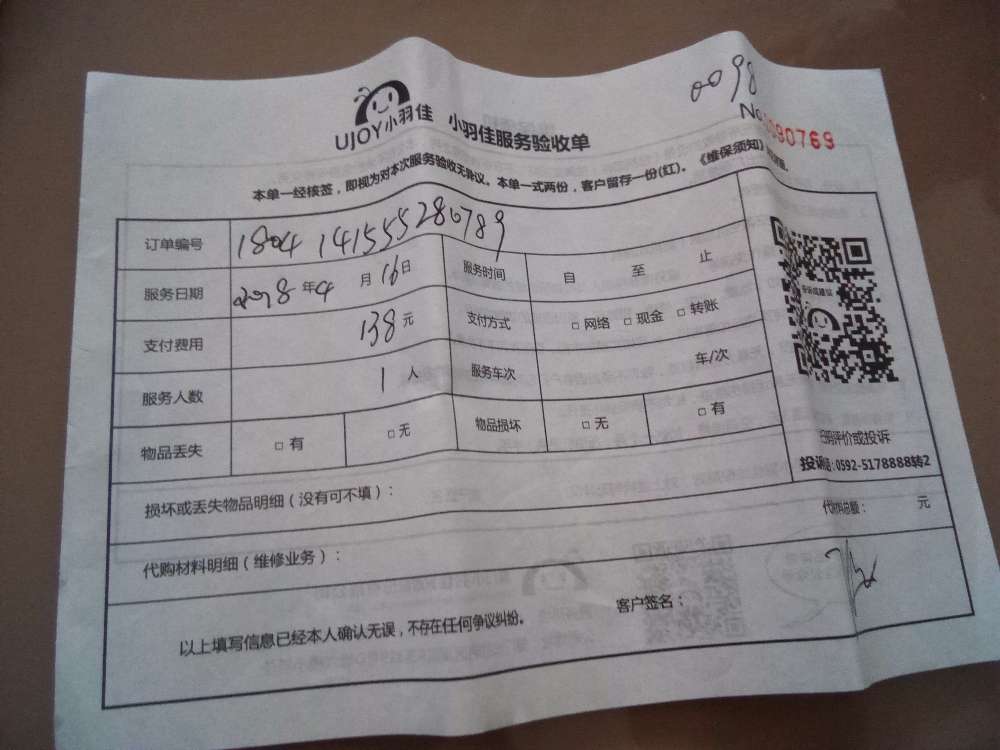 0098
UJOY小羽佳 小羽佳服务验收单
No 090769
本单一经核签，即视为对本次服务验收无异议。本单一式两份，客户留存一份(红)。《维保须知》
订单编号 180414155528 0789
服务日期 2018年4月16日 服务时间 自 至 止
支付费用 138元 支付方式 □网络 □现金 □转账
服务人数 1人 服务车次 车/次
物品丢失 □有 □无 物品损坏 □无 □有
扫码评价或投诉
投诉 0592-5178888转2
损坏或丢失物品明细（没有可不填）：
代购材料明细（维修业务）： 元
以上填写信息已经本人确认无误，不存在任何争议纠纷。 客户签名：